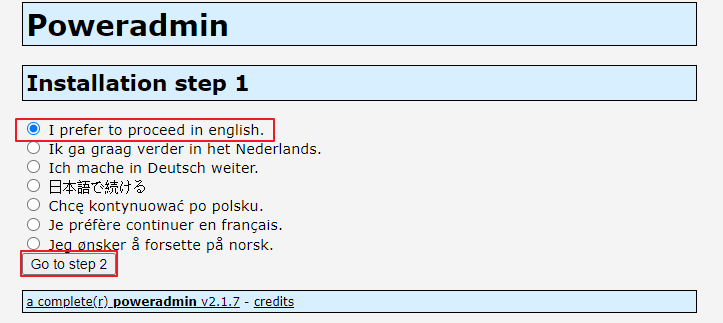 Poweradmin
Installation step 1
I prefer to proceed in english.
Ik ga graag verder in het Nederlands.
Ich mache in Deutsch weiter.
日本語で続ける
Chcę kontynuować po polsku.
Je préfère continuer en français.
Jeg ønsker å forsette på norsk.
Go to step 2
a complete(r) poweradmin v2.1.7 - credits